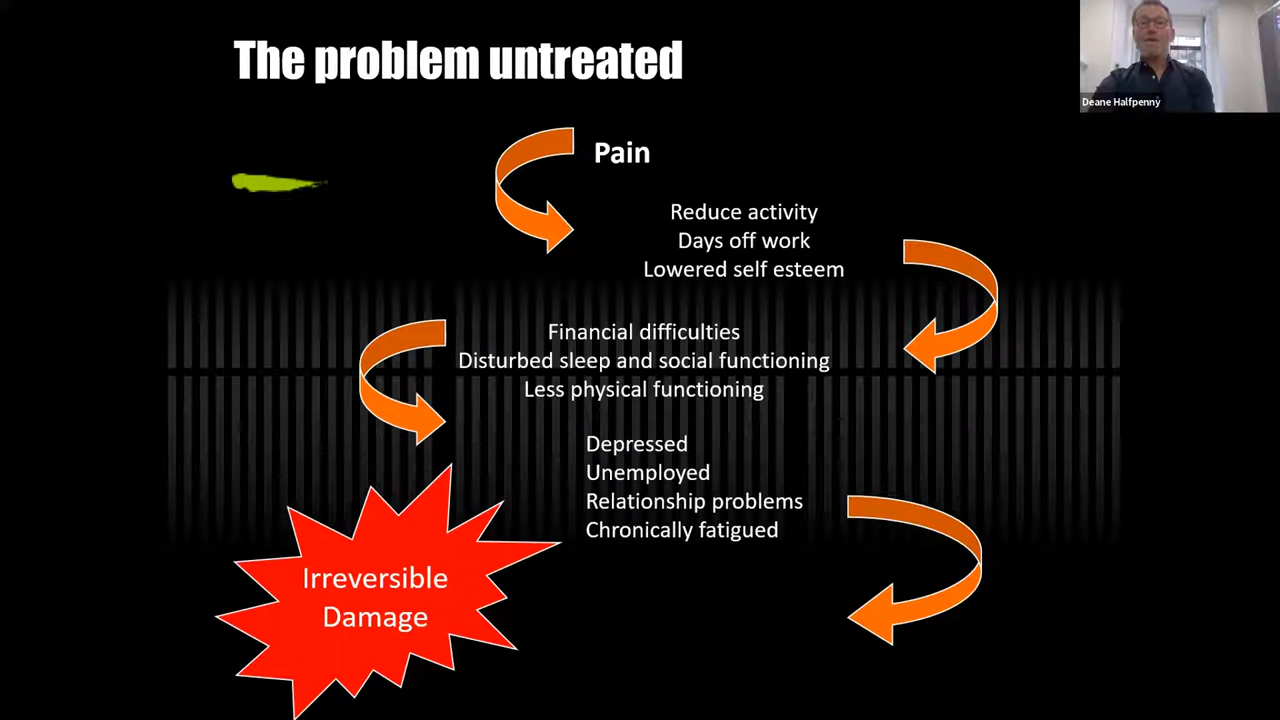 The problem untreated
Deane Halfpenny
Pain
Reduce activity
Days off work
Lowered self esteem
Financial difficulties
Disturbed sleep and social functioning
Less physical functioning
Depressed
Unemployed
Relationship problems
Chronically fatigued
Irreversible
Damage